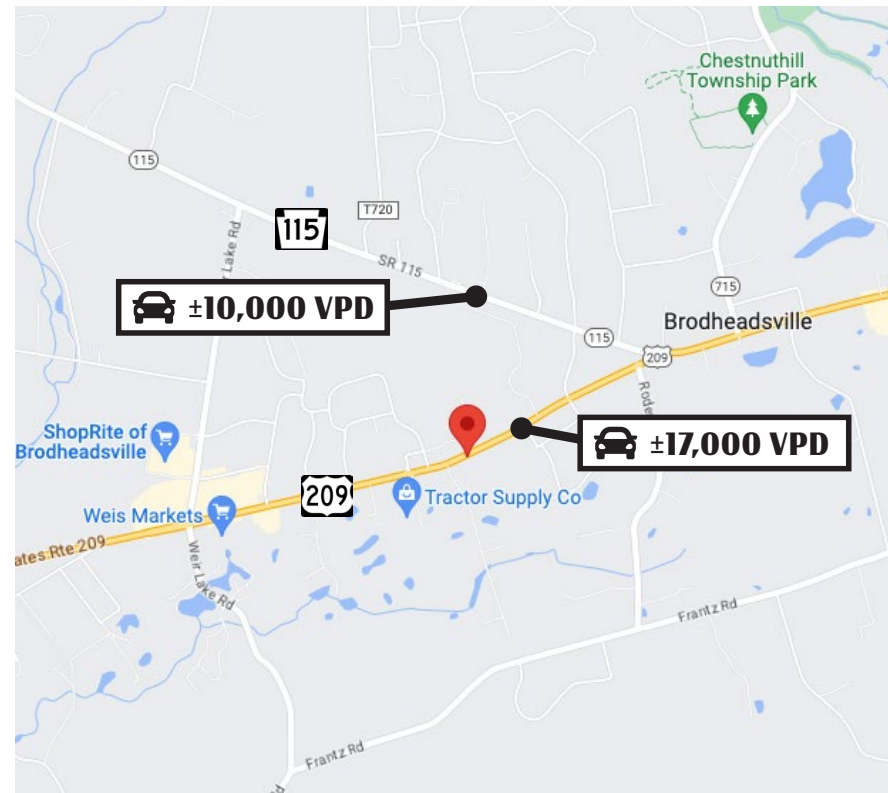 Chestnuthill
Township Park
115
T720
115
Lake Rd
SR 115
715
±10,000 VPD
Brodheadsville
115
209
ShopRite of
Brodheadsville
±17,000 VPD
209
Tractor Supply Co
Weis Markets
ates Rte 209
Weir Lake Rd
Frantz Rd
Frantz Rd